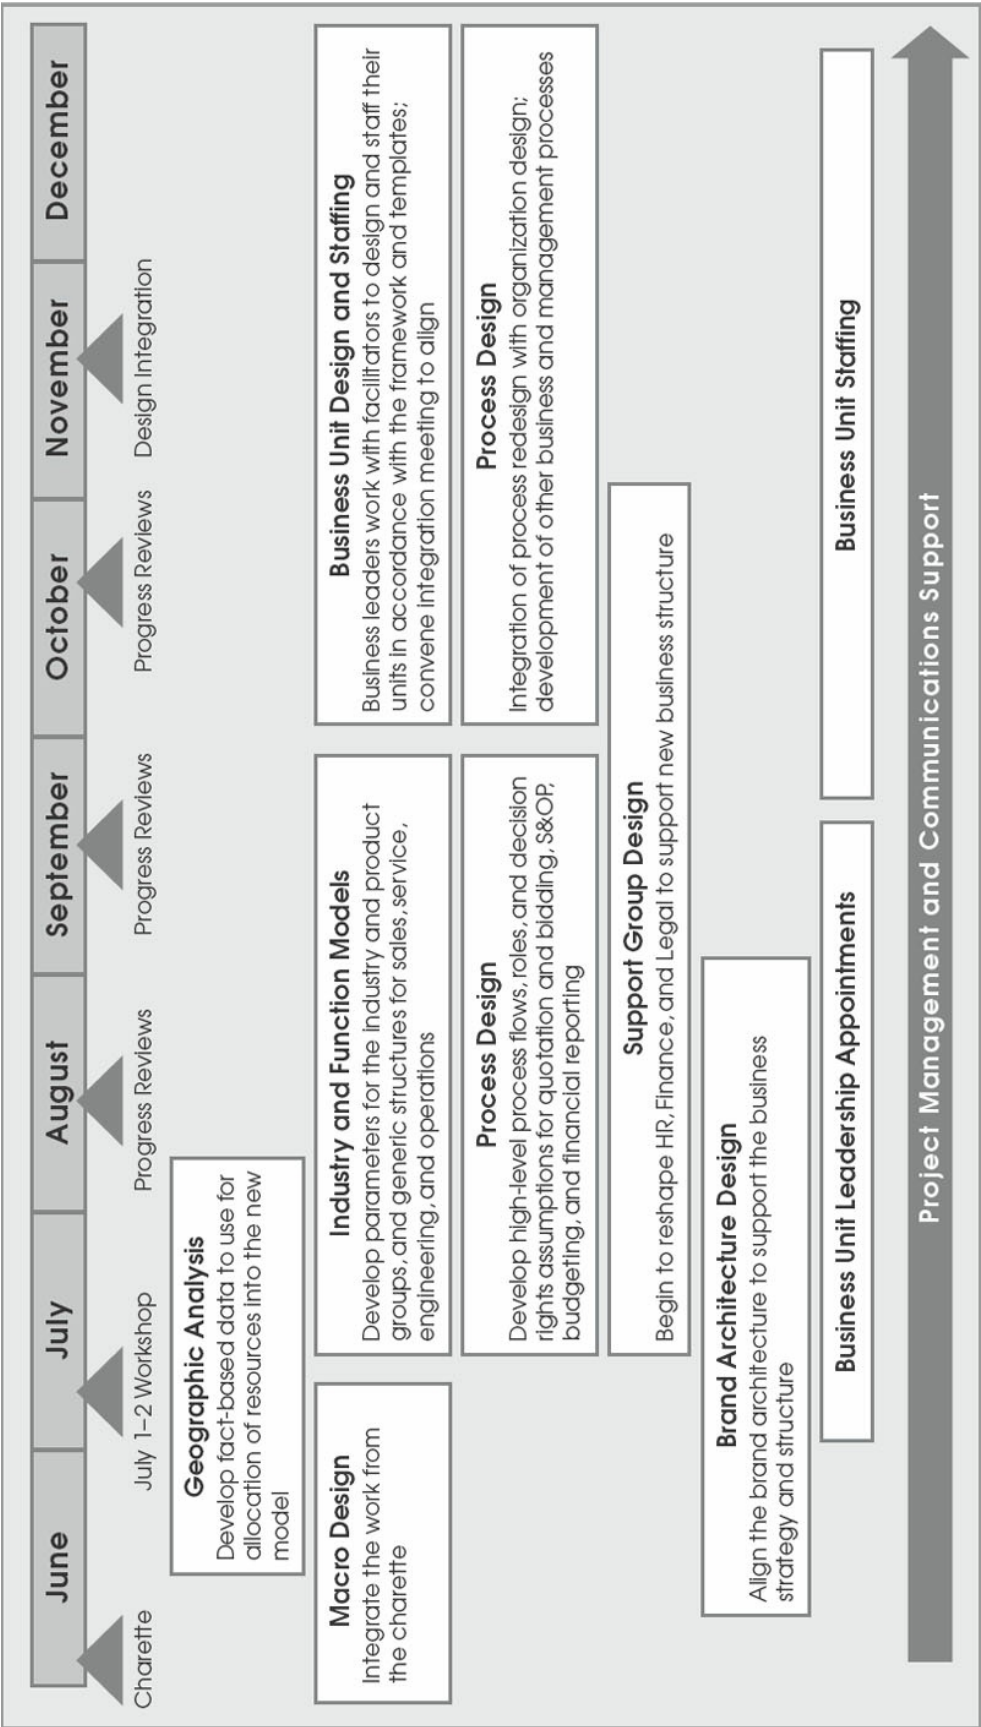 June
July
August
September
October
November
December
Charette
July 1–2 Workshop
Progress Reviews
Progress Reviews
Progress Reviews
Design Integration
Geographic Analysis
Develop fact-based data to use for
allocation of resources into the new
model
Macro Design
Integrate the work from
the charette
Industry and Function Models
Develop parameters for the industry and product
groups, and generic structures for sales, service,
engineering, and operations
Business Unit Design and Staffing
Business leaders work with facilitators to design and staff their
units in accordance with the framework and templates;
convene integration meeting to align
Process Design
Develop high-level process flows, roles, and decision
rights assumptions for quotation and bidding, S&OP,
budgeting, and financial reporting
Process Design
Integration of process redesign with organization design;
development of other business and management processes
Support Group Design
Begin to reshape HR, Finance, and Legal to support new business structure
Brand Architecture Design
Align the brand architecture to support the business
strategy and structure
Business Unit Leadership Appointments
Business Unit Staffing
Project Management and Communications Support